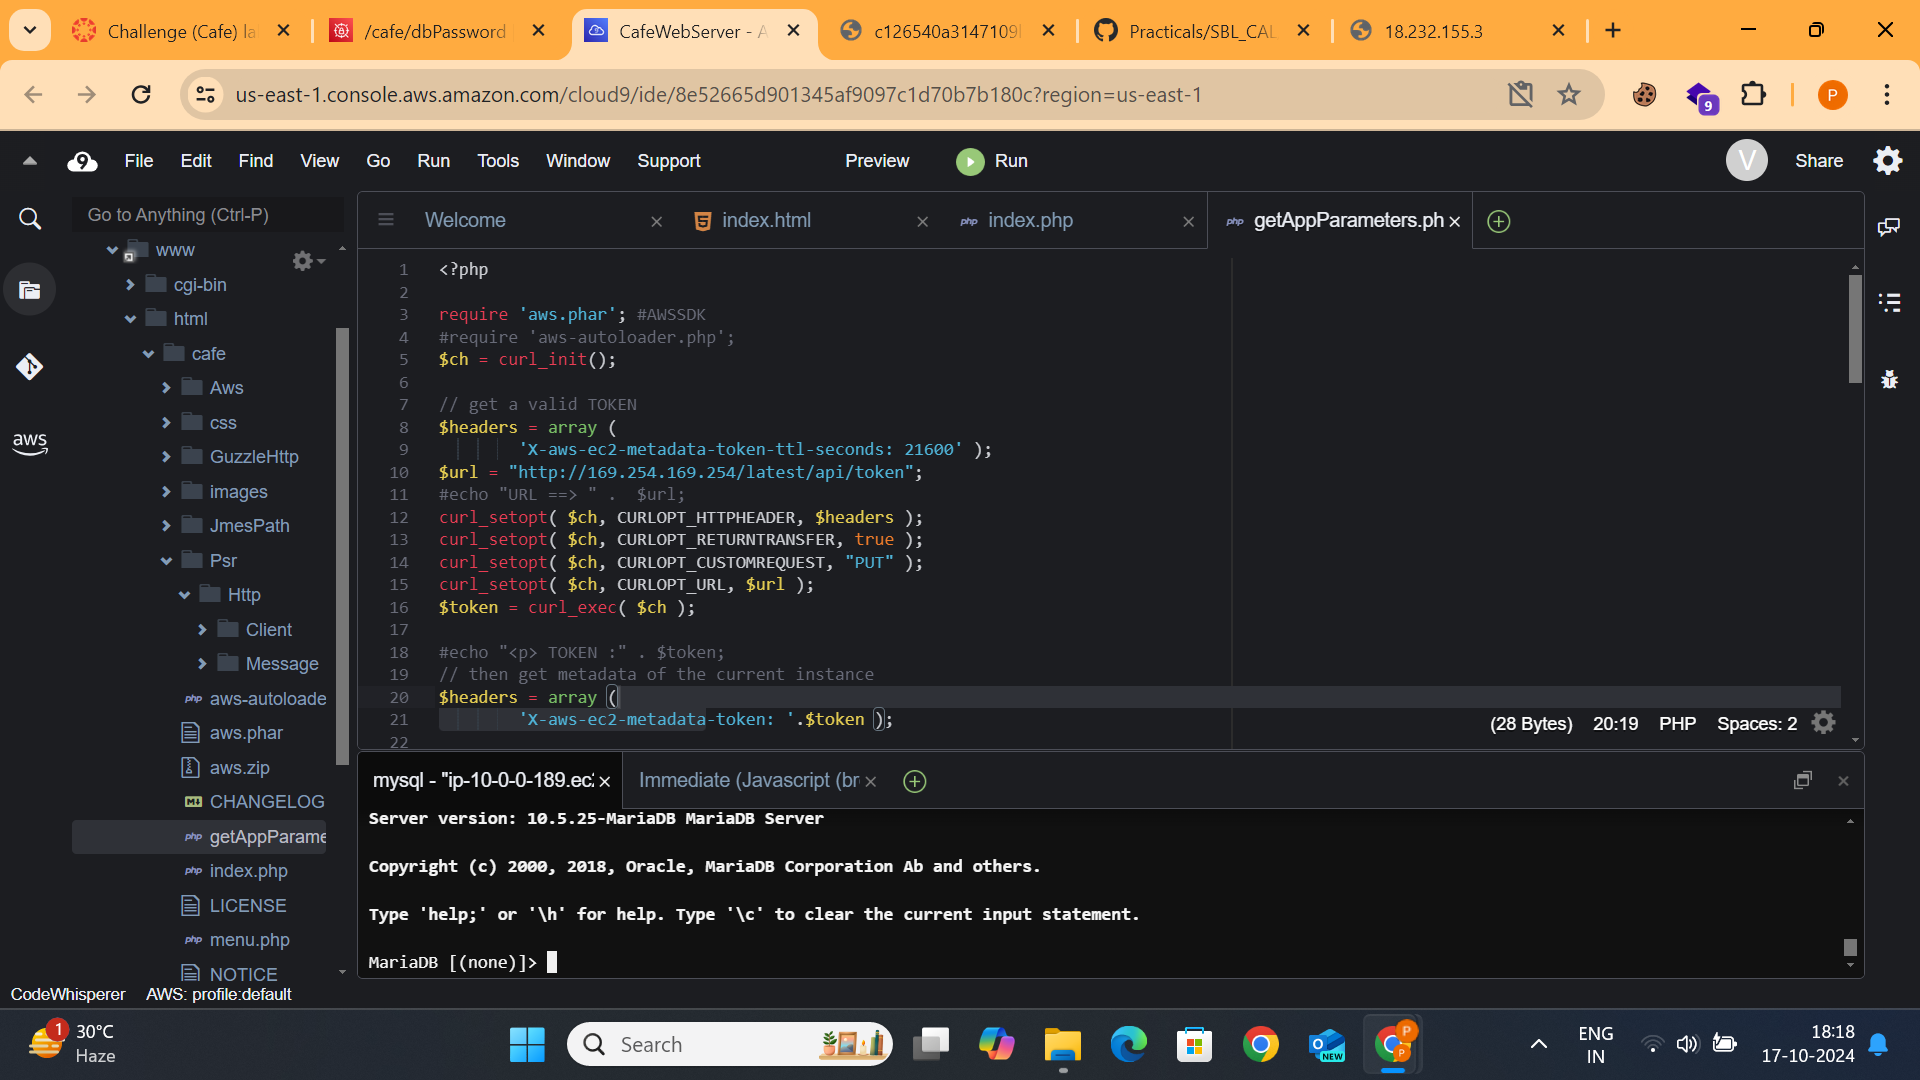 Challenge (Cafe) la
/cafe/dbPassword
CafeWebServer - A
c126540a3147109
Practicals/SBL_CAL
18.232.155.3
us-east-1.console.aws.amazon.com/cloud9/ide/8e52665d901345af9097c1d70b7b180c?region=us-east-1
9
P
9
File Edit Find View Go Run Tools Window Support Preview Run
V
Share
Go to Anything (Ctrl-P)
www
cgi-bin
html
cafe
Aws
css
GuzzleHttp
images
JmesPath
Psr
Http
Client
Message
php aws-autoloade
aws.phar
aws.zip
CHANGELOG
php getAppParame
php index.php
LICENSE
php menu.php
NOTICE
aws
CodeWhisperer AWS: profile:default
Welcome
index.html
php index.php
php getAppParameters.ph
1 <?php
2
3 require 'aws.phar'; #AWSSDK
4 #require 'aws-autoloader.php';
5 $ch = curl_init();
6
7 // get a valid TOKEN
8 $headers = array (
9 'X-aws-ec2-metadata-token-ttl-seconds: 21600' );
10 $url = "http://169.254.169.254/latest/api/token";
11 #echo "URL ==> " .  $url;
12 curl_setopt( $ch, CURLOPT_HTTPHEADER, $headers );
13 curl_setopt( $ch, CURLOPT_RETURNTRANSFER, true );
14 curl_setopt( $ch, CURLOPT_CUSTOMREQUEST, "PUT" );
15 curl_setopt( $ch, CURLOPT_URL, $url );
16 $token = curl_exec( $ch );
17
18 #echo "<p> TOKEN :" . $token;
19 // then get metadata of the current instance
20 $headers = array (
21 'X-aws-ec2-metadata-token: '.$token );
22
(28 Bytes) 20:19 PHP Spaces: 2
mysql - "ip-10-0-0-189.ec2
Immediate (Javascript (br
Server version: 10.5.25-MariaDB MariaDB Server
Copyright (c) 2000, 2018, Oracle, MariaDB Corporation Ab and others.
Type 'help;' or '\h' for help. Type '\c' to clear the current input statement.
MariaDB [(none)]>
1
30°C
Haze
Search
NEW
P
P
ENG
IN
18:18
17-10-2024